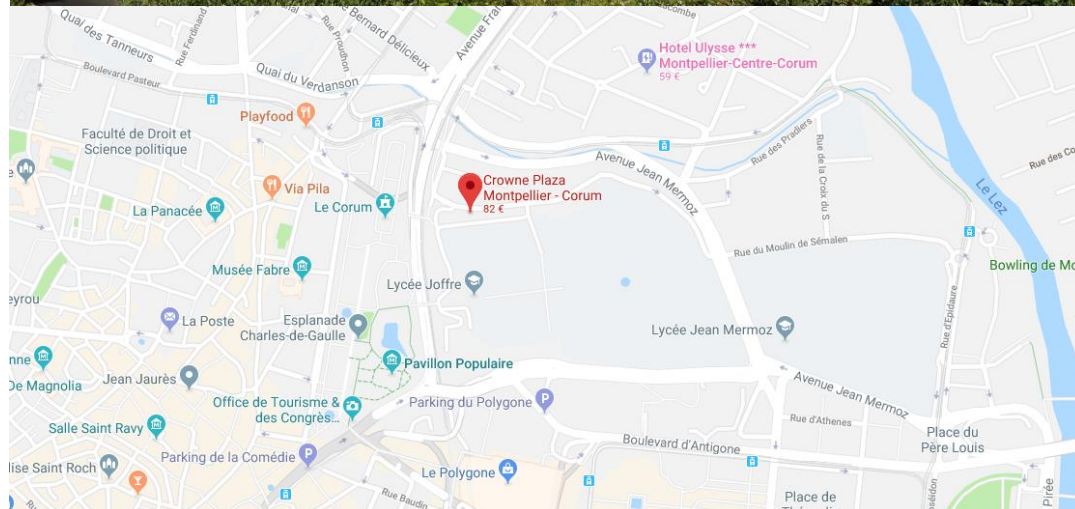 Quai des Tanneurs
Rue Ferdinand
Rue Proudhon
Rue Bernard Délicieux
Boulevard Pasteur
Quai du Verdanson
Hotel Ulysse ***
Montpellier-Centre-Corum
59 €
Playfood
Faculté de Droit et
Science politique
Via Pila
La Panacée
Le Corum
Crowne Plaza
Montpellier - Corum
82 €
Avenue Jean Mermoz
Rue des Pradiers
Rue de la Croix du S
Le Lez
Rue du Moulin de Sémalen
Bowling de Mo
Musée Fabre
Lycée Joffre
La Poste
Esplanade
Charles-de-Gaulle
Lycée Jean Mermoz
Rue d'Epidaure
De Magnolia
Jean Jaurès
Pavillon Populaire
Office de Tourisme &
des Congrès...
Parking du Polygone
P
Avenue Jean Mermoz
Rue d'Athenes
Salle Saint Ravy
Boulevard d'Antigone
Place du
Père Louis
Parking de la Comédie
P
Le Polygone
Rue Baudin
Place de
Pirée